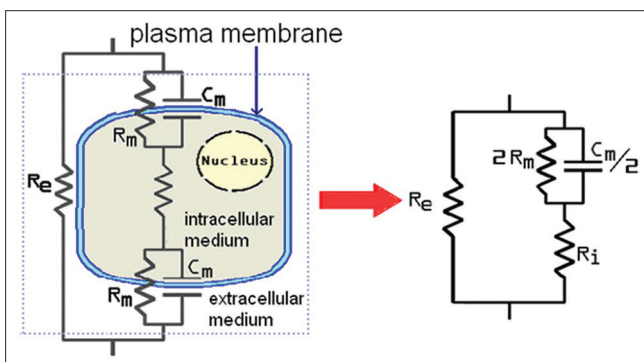 plasma membrane
Cm
Rm
Nucleus
Re
intracellular
medium
Cm
Rm
extracellular
medium
2Rm
Cm/2
Re
Ri